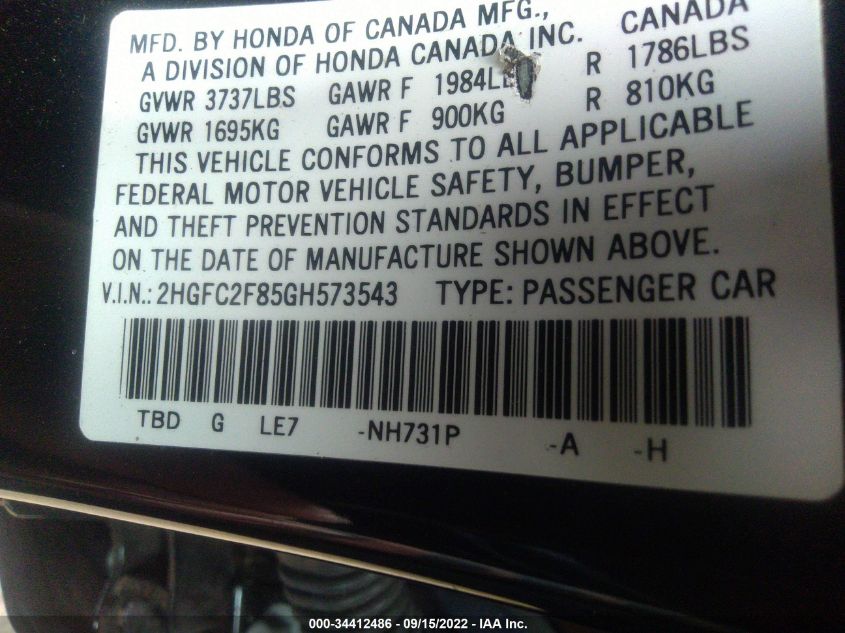 MFD. BY HONDA OF CANADA MFG.,
A DIVISION OF HONDA CANADA INC. CANADA
GVWR 3737LBS GAWR F 1984 R 1786LBS
GVWR 1695KG GAWR F 900KG R 810KG
THIS VEHICLE CONFORMS TO ALL APPLICABLE
FEDERAL MOTOR VEHICLE SAFETY, BUMPER,
AND THEFT PREVENTION STANDARDS IN EFFECT
ON THE DATE OF MANUFACTURE SHOWN ABOVE.
V.I.N.: 2HGFC2F85GH573543 TYPE: PASSENGER CAR
TBD G LE7 -NH731P -A -H
000-34412486 - 09/15/2022 - IAA Inc.